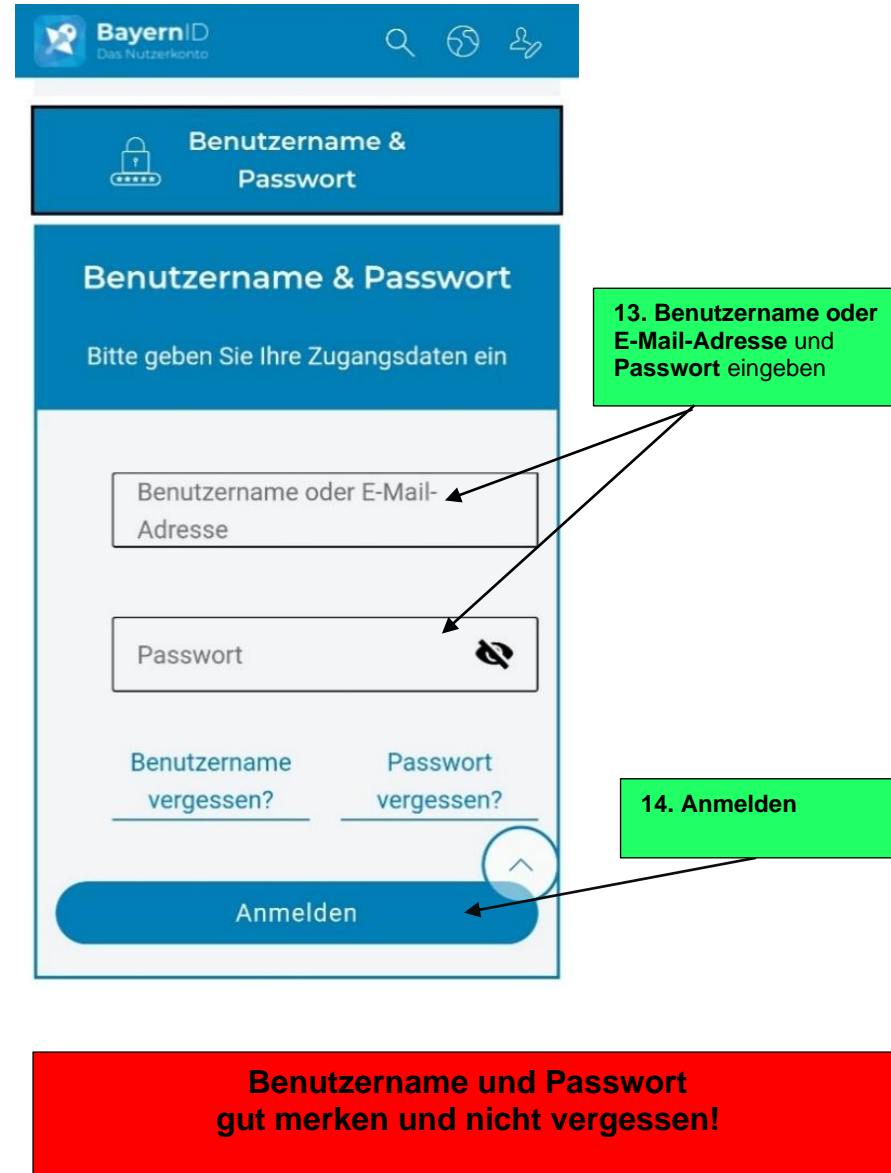 BayernID
Das Nutzerkonto
Benutzername &
Passwort
Benutzername & Passwort
Bitte geben Sie Ihre Zugangsdaten ein
13. Benutzername oder
E-Mail-Adresse und
Passwort eingeben
Benutzername oder E-Mail-
Adresse
Passwort
Benutzername
vergessen?
Passwort
vergessen?
14. Anmelden
Anmelden
Benutzername und Passwort
gut merken und nicht vergessen!